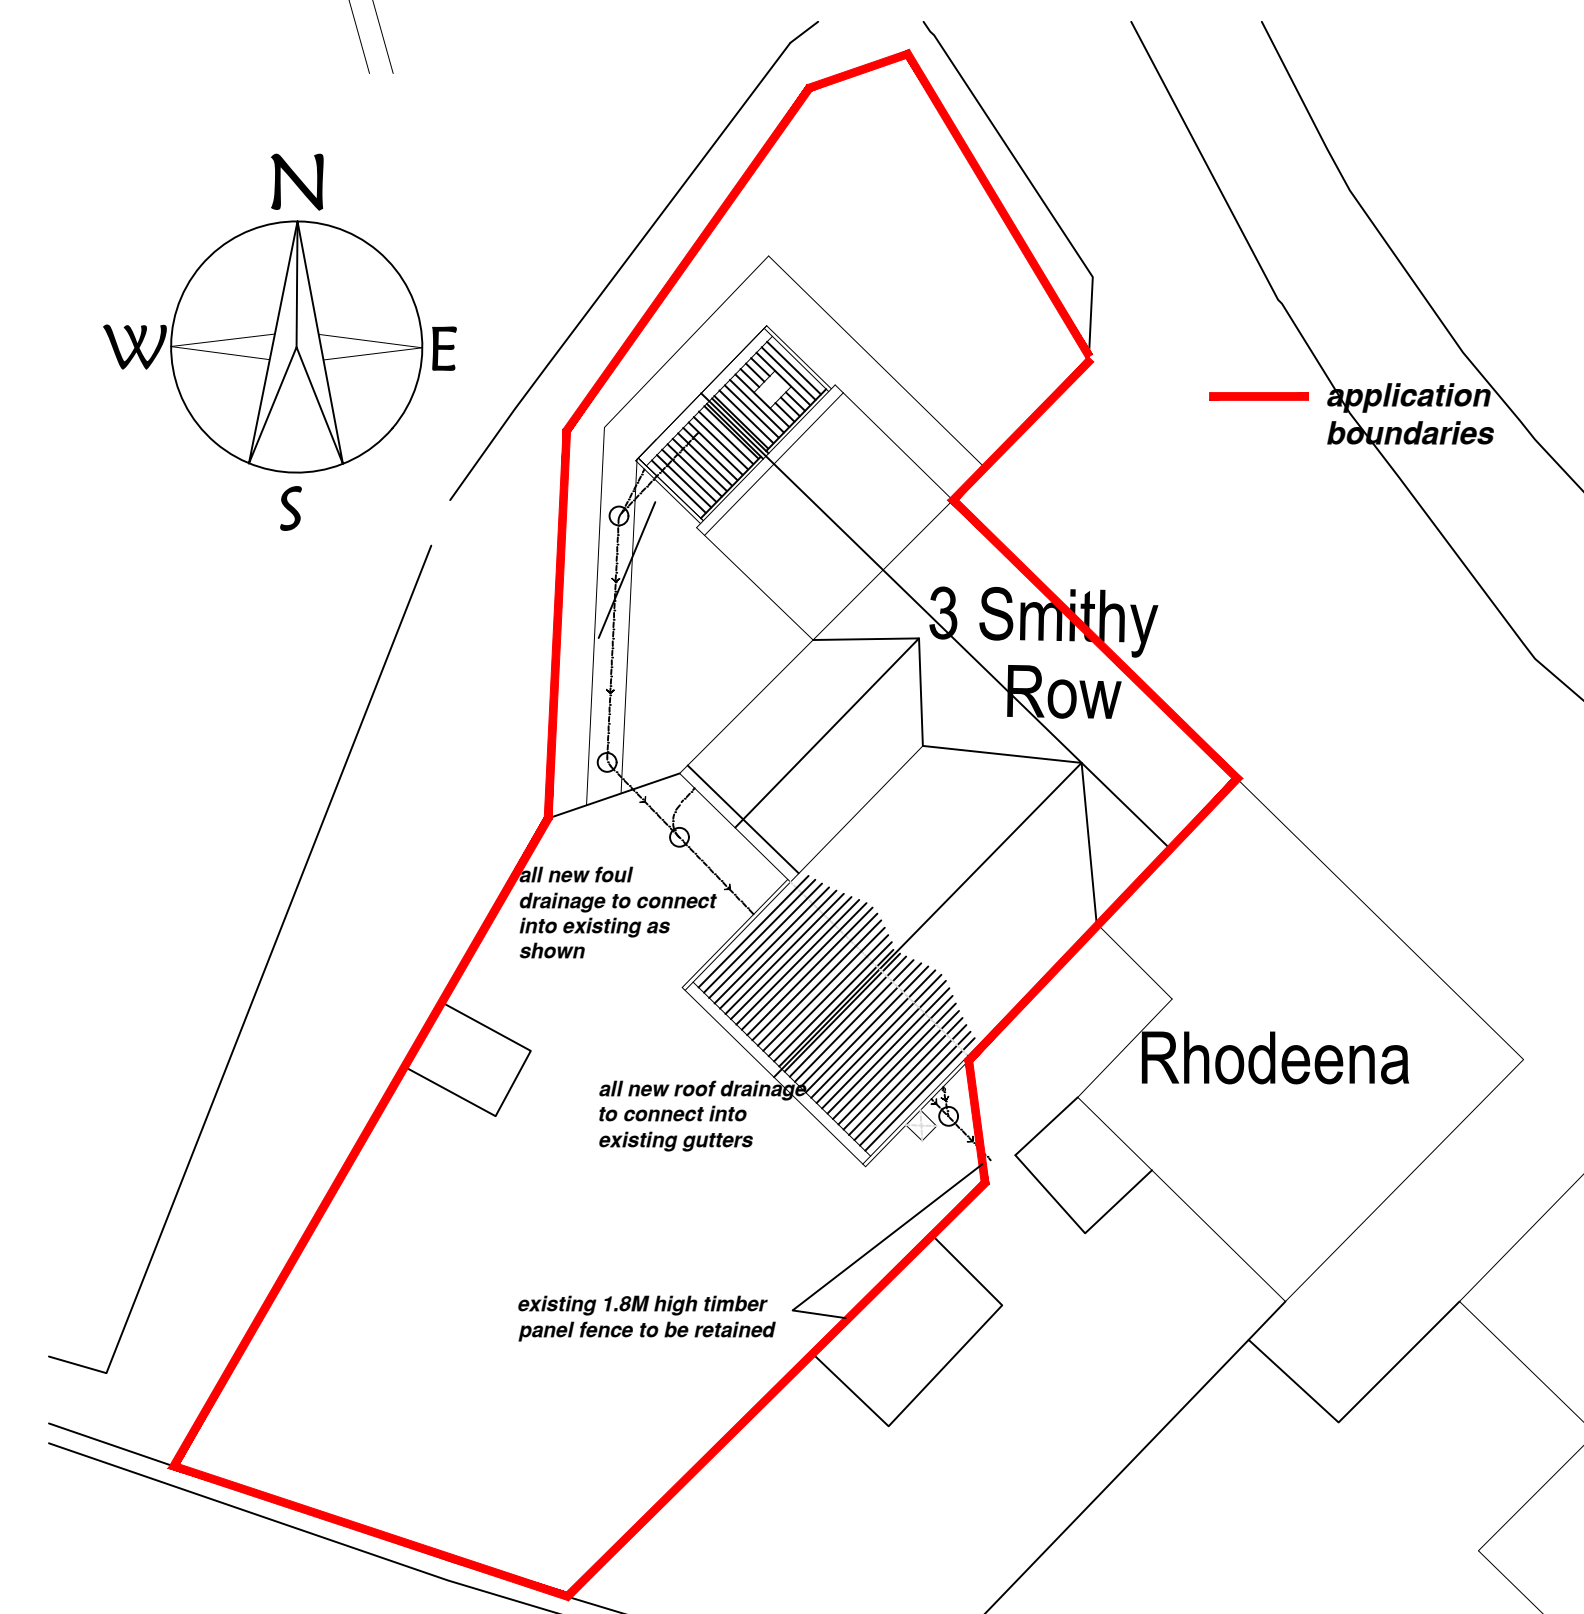 N
W
E
S
application
boundaries
3 Smithy
Row
all new foul
drainage to connect
into existing as
shown
Rhodeena
all new roof drainage
to connect into
existing gutters
existing 1.8M high timber
panel fence to be retained